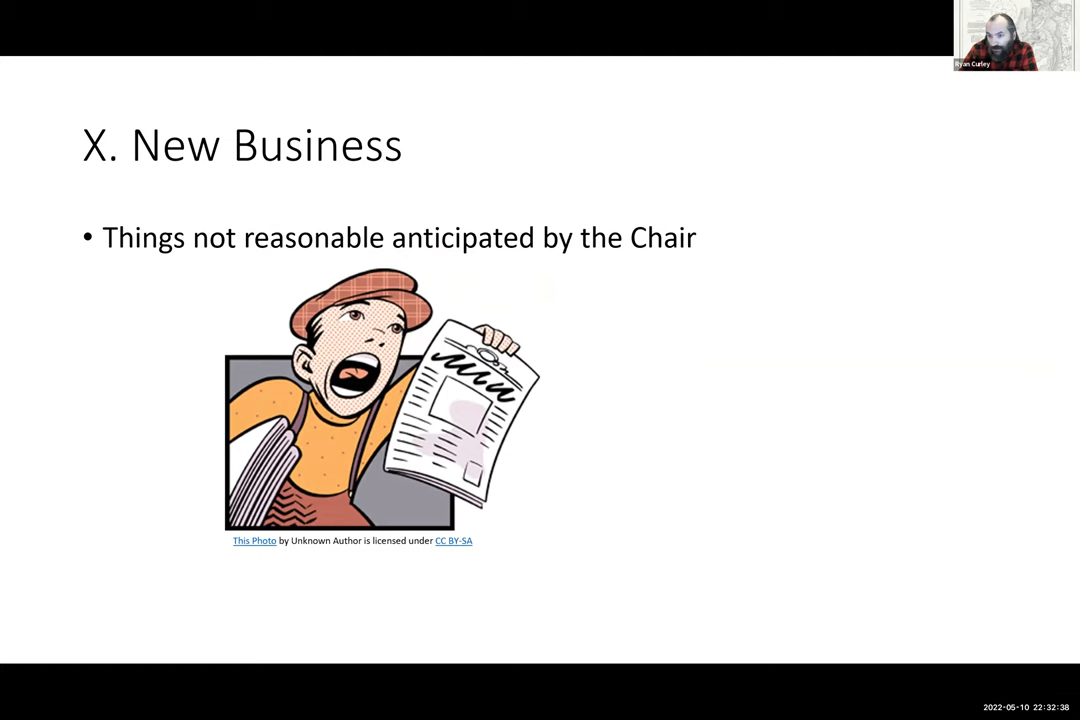 Ryan Curley
X. New Business
• Things not reasonable anticipated by the Chair
This Photo by Unknown Author is licensed under CC BY-SA
2022-05-10 22:32:38